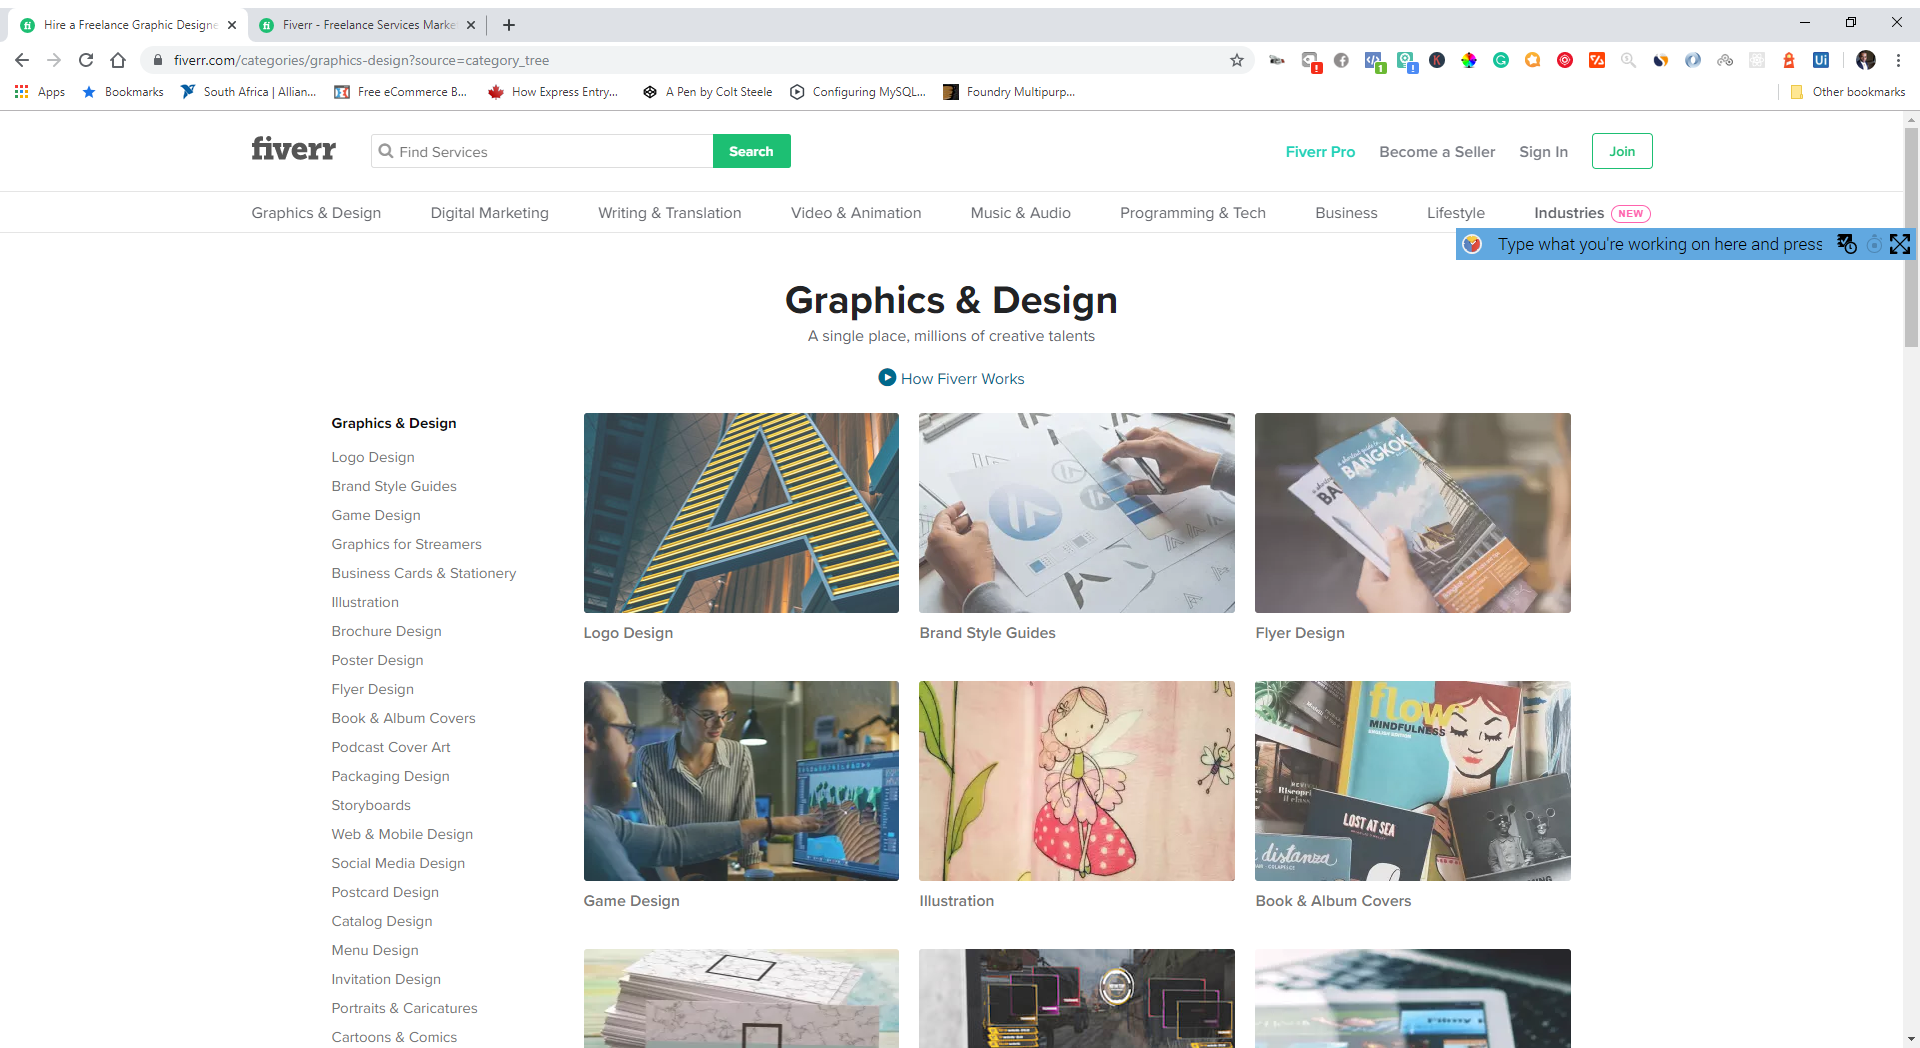 Hire a Freelance Graphic Designe
Fiverr - Freelance Services Marke
fiverr.com/categories/graphics-design?source=category_tree
Apps
Bookmarks
South Africa | Allian...
Free eCommerce B...
How Express Entry...
A Pen by Colt Steele
Configuring MySQL...
Foundry Multipurp...
Other bookmarks
fiverr
Find Services
Search
Fiverr Pro
Become a Seller
Sign In
Join
Graphics & Design
Digital Marketing
Writing & Translation
Video & Animation
Music & Audio
Programming & Tech
Business
Lifestyle
Industries NEW
Type what you're working on here and press
Graphics & Design
A single place, millions of creative talents
How Fiverr Works
Graphics & Design
Logo Design
Brand Style Guides
Game Design
Graphics for Streamers
Business Cards & Stationery
Illustration
Brochure Design
Poster Design
Flyer Design
Book & Album Covers
Podcast Cover Art
Packaging Design
Storyboards
Web & Mobile Design
Social Media Design
Postcard Design
Catalog Design
Menu Design
Invitation Design
Portraits & Caricatures
Cartoons & Comics
Logo Design
Brand Style Guides
BANGKOK
Flyer Design
Game Design
Illustration
flow
MINDFULNESS
LOST AT SEA
distanza
Book & Album Covers